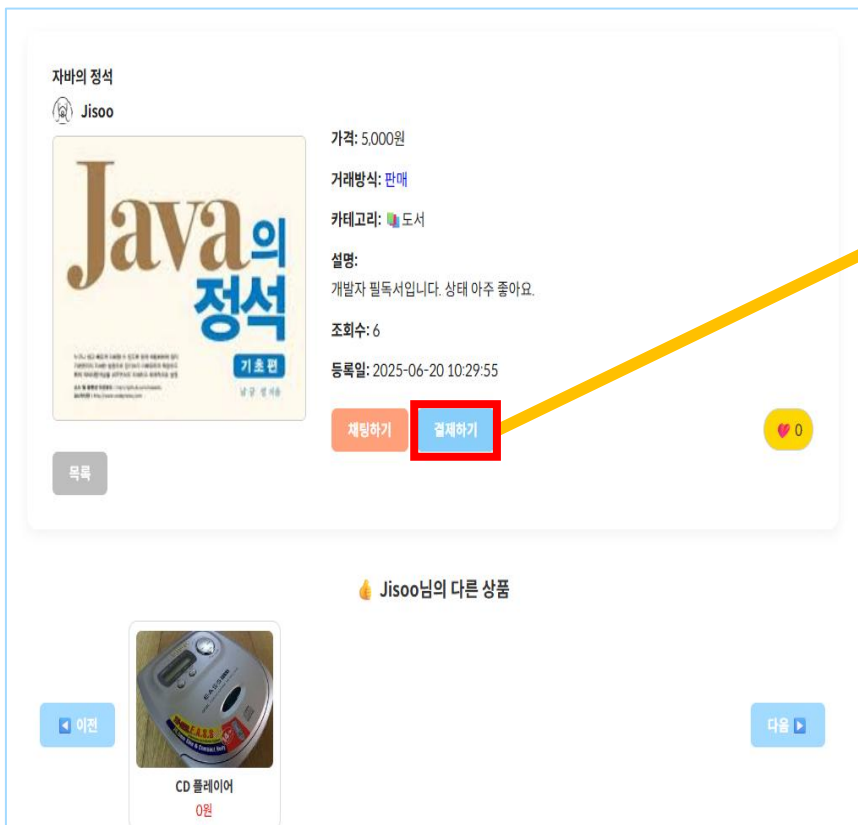 자바의 정석
Jisoo
Java의
정석
기초편
남궁 성 지음
가격: 5,000원
거래방식: 판매
카테고리: 도서
설명:
개발자 필독서입니다. 상태 아주 좋아요.
조회수: 6
등록일: 2025-06-20 10:29:55
채팅하기
결제하기
0
목록
Jisoo님의 다른 상품
이전
CD 플레이어
0원
다음